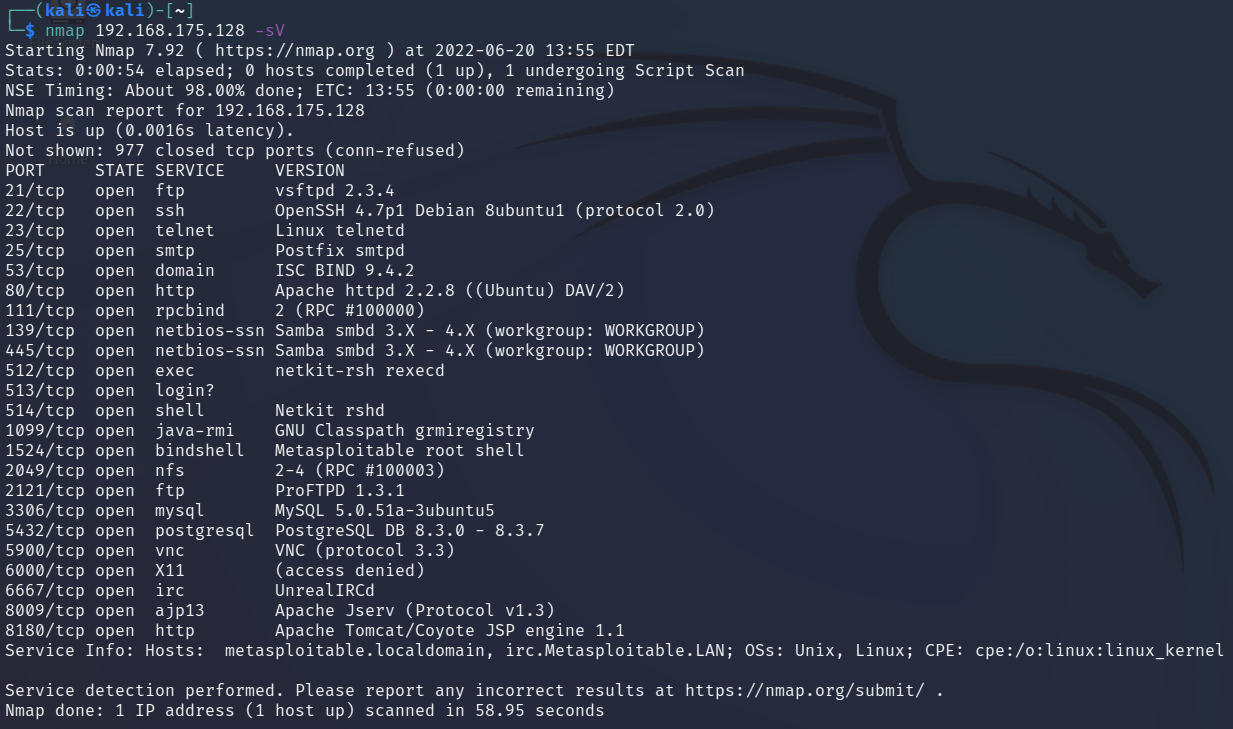 ┌──(kali㉿kali)-[~]
└─$ nmap 192.168.175.128 -sV
Starting Nmap 7.92 ( https://nmap.org ) at 2022-06-20 13:55 EDT
Stats: 0:00:54 elapsed; 0 hosts completed (1 up), 1 undergoing Script Scan
NSE Timing: About 98.00% done; ETC: 13:55 (0:00:00 remaining)
Nmap scan report for 192.168.175.128
Host is up (0.0016s latency).
Not shown: 977 closed tcp ports (conn-refused)
PORT     STATE SERVICE     VERSION
21/tcp   open  ftp         vsftpd 2.3.4
22/tcp   open  ssh         OpenSSH 4.7p1 Debian 8ubuntu1 (protocol 2.0)
23/tcp   open  telnet      Linux telnetd
25/tcp   open  smtp        Postfix smtpd
53/tcp   open  domain      ISC BIND 9.4.2
80/tcp   open  http        Apache httpd 2.2.8 ((Ubuntu) DAV/2)
111/tcp  open  rpcbind     2 (RPC #100000)
139/tcp  open  netbios-ssn Samba smbd 3.X - 4.X (workgroup: WORKGROUP)
445/tcp  open  netbios-ssn Samba smbd 3.X - 4.X (workgroup: WORKGROUP)
512/tcp  open  exec        netkit-rsh rexecd
513/tcp  open  login?
514/tcp  open  shell       Netkit rshd
1099/tcp open  java-rmi    GNU Classpath grmiregistry
1524/tcp open  bindshell   Metasploitable root shell
2049/tcp open  nfs         2-4 (RPC #100003)
2121/tcp open  ftp         ProFTPD 1.3.1
3306/tcp open  mysql       MySQL 5.0.51a-3ubuntu5
5432/tcp open  postgresql  PostgreSQL DB 8.3.0 - 8.3.7
5900/tcp open  vnc         VNC (protocol 3.3)
6000/tcp open  X11         (access denied)
6667/tcp open  irc         UnrealIRCd
8009/tcp open  ajp13       Apache Jserv (Protocol v1.3)
8180/tcp open  http        Apache Tomcat/Coyote JSP engine 1.1
Service Info: Hosts:  metasploitable.localdomain, irc.Metasploitable.LAN; OSs: Unix, Linux; CPE: cpe:/o:linux:linux_kernel

Service detection performed. Please report any incorrect results at https://nmap.org/submit/ .
Nmap done: 1 IP address (1 host up) scanned in 58.95 seconds